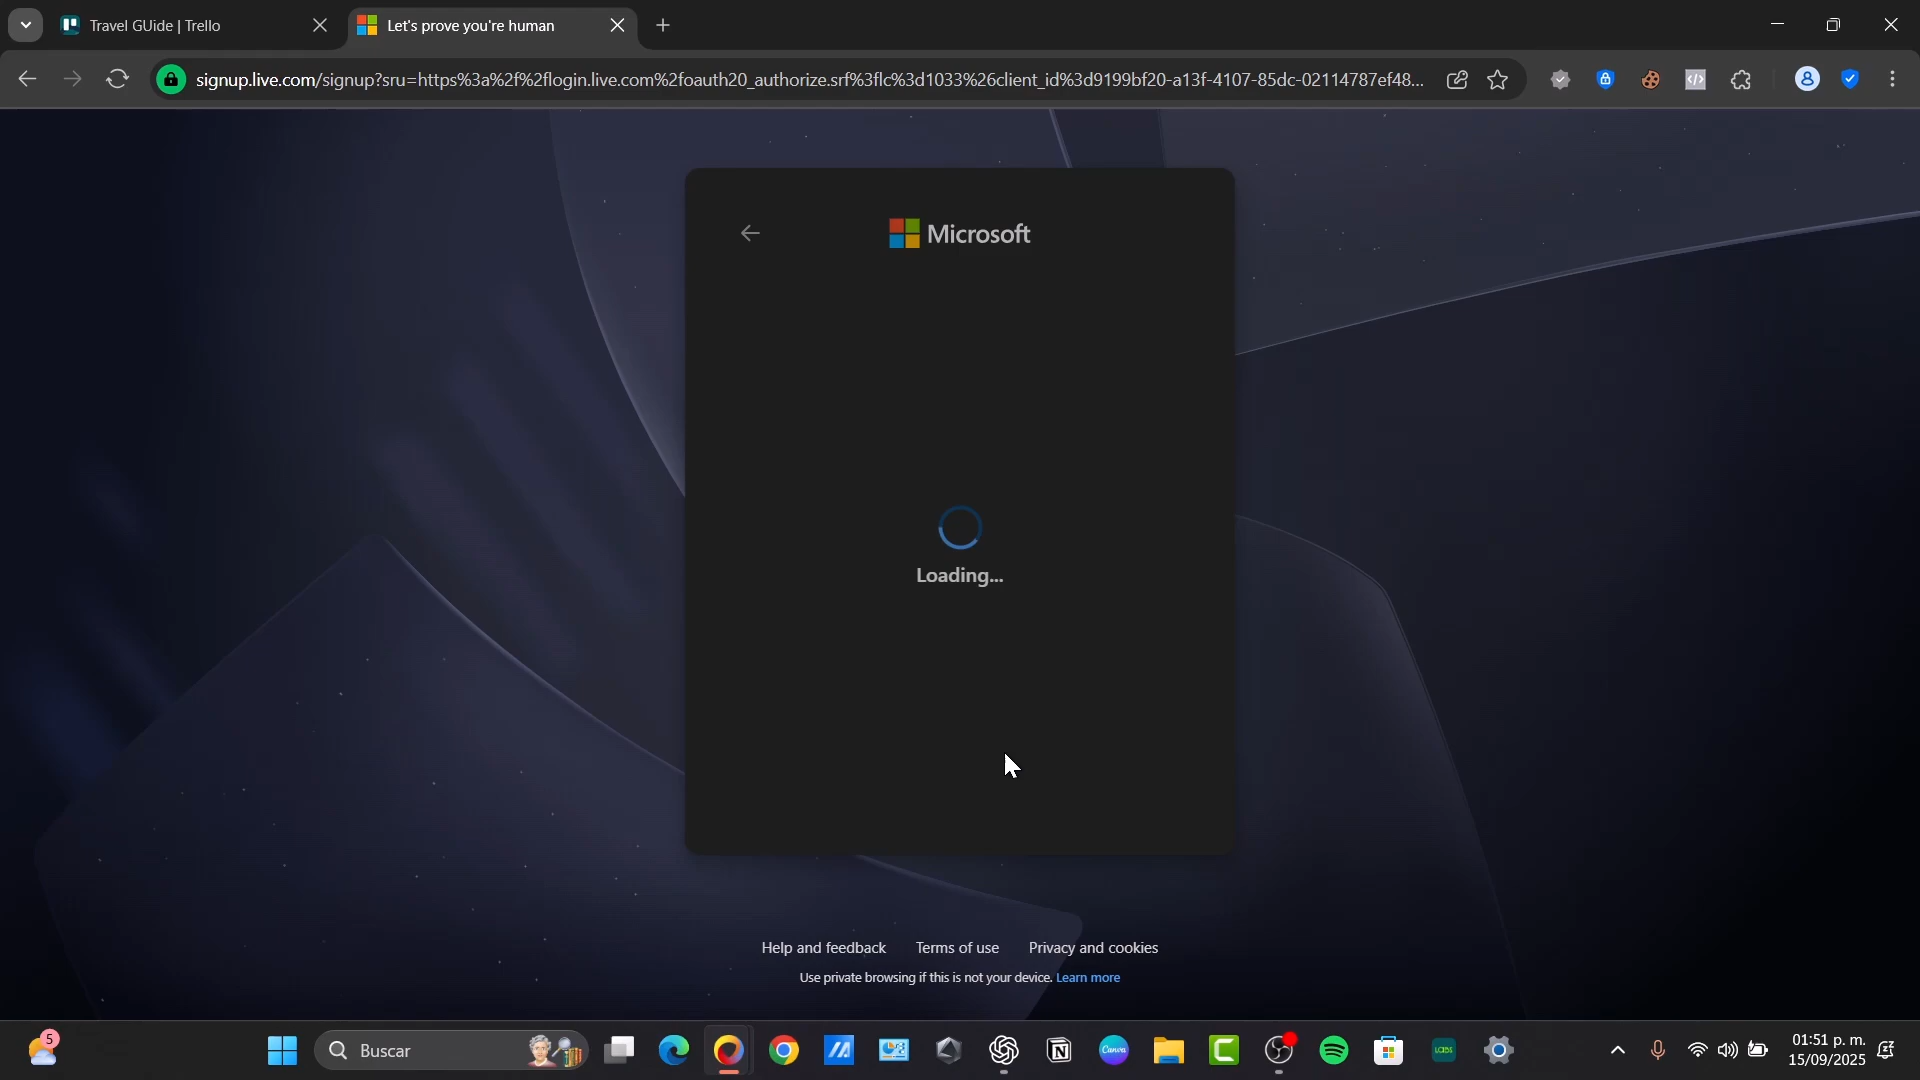 Travel GUide | Trello
Let's prove you're human
signup.live.com/signup?sru=https%3a%2f%2flogin.live.com%2foauth20_authorize.srf%3flc%3d1033%26client_id%3d9199bf20-a13f-4107-85dc-02114787ef48...
Microsoft
Loading...
Help and feedback Terms of use Privacy and cookies
Use private browsing if this is not your device. Learn more
5
Buscar
Canva
LABS
01:51 p. m.
15/09/2025